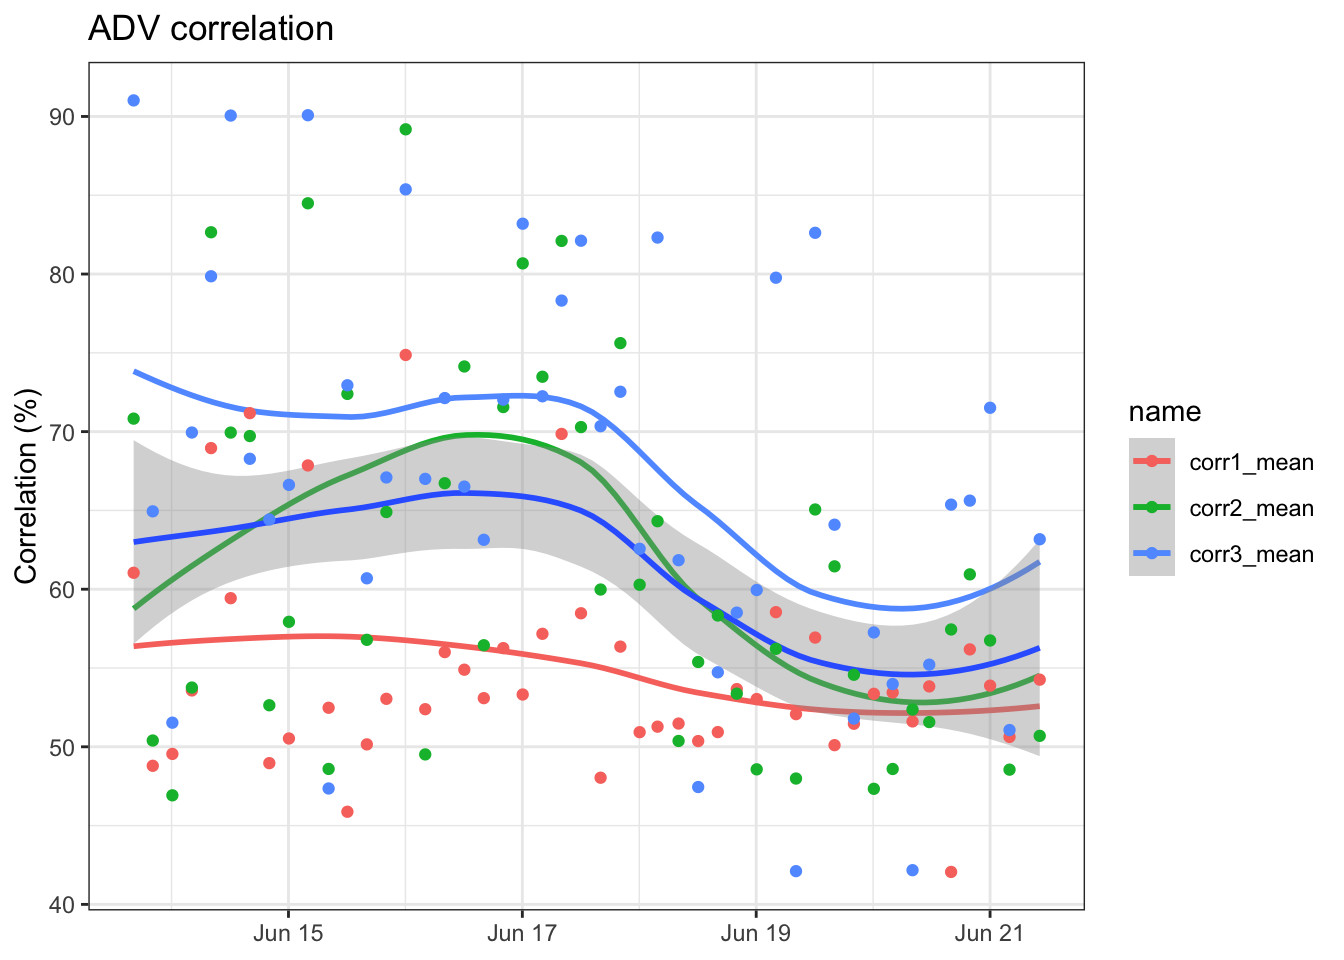 ADV correlation
Correlation (%)
90
80
70
60
50
40
Jun 15
Jun 17
Jun 19
Jun 21
name
corr1_mean
corr2_mean
corr3_mean